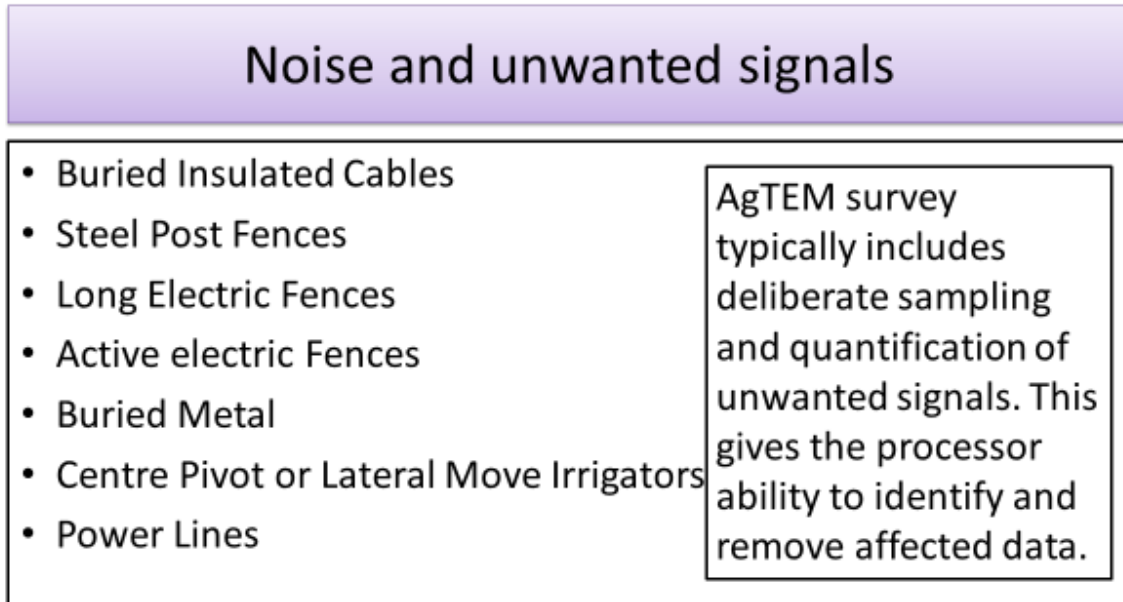 Noise and unwanted signals
• Buried Insulated Cables
• Steel Post Fences
• Long Electric Fences
• Active electric Fences
• Buried Metal
• Centre Pivot or Lateral Move Irrigators
• Power Lines
AgTEM survey
typically includes
deliberate sampling
and quantification of
unwanted signals. This
gives the processor
ability to identify and
remove affected data.